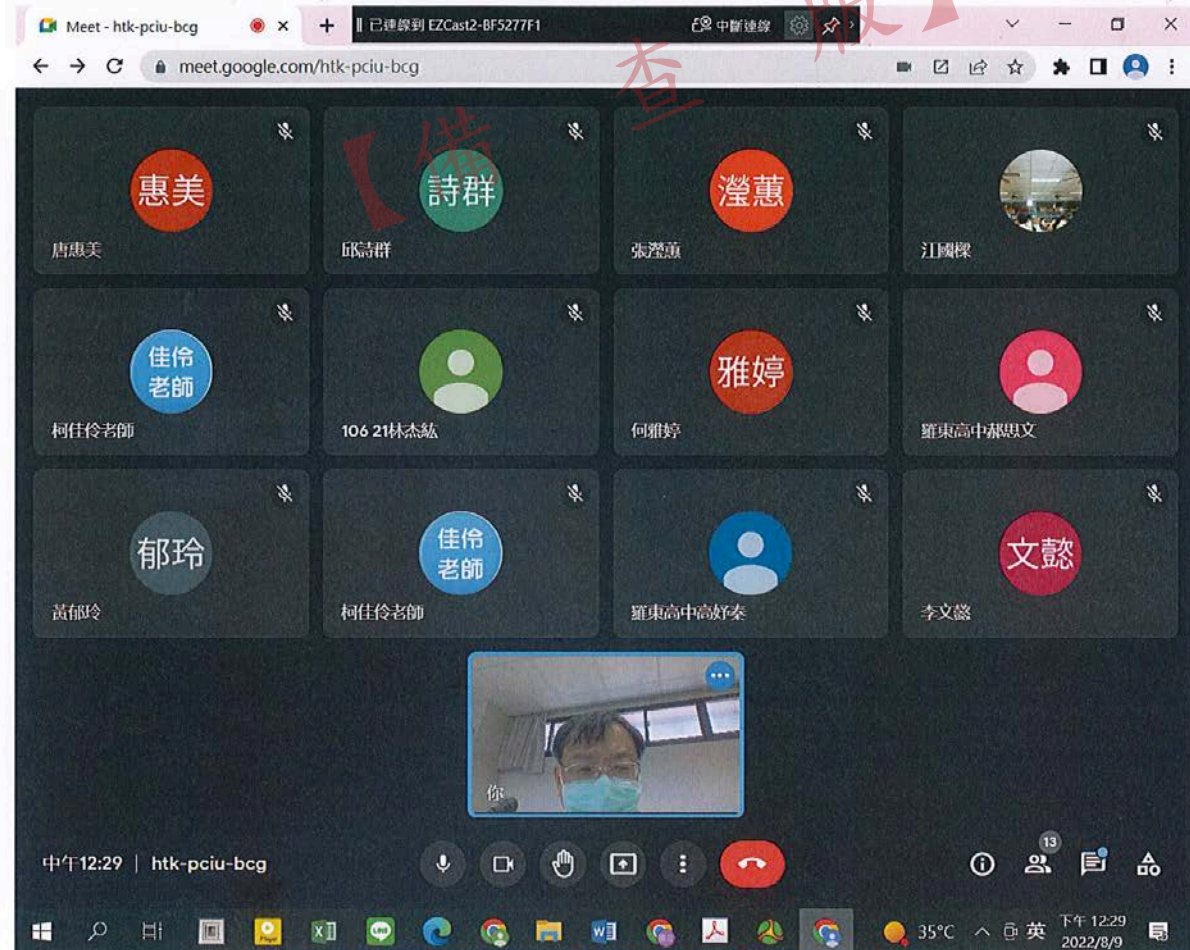 Meet - htk-pciu-bcg
已連線到 EZCast2-BF5277F1
中斷連線
meet.google.com/htk-pciu-bcg
【備查版】
惠美
唐惠美
詩群
邱詩群
瀅蕙
張瀅蕙
江國樑
佳伶
老師
柯佳伶老師
106 21林杰紘
雅婷
何雅婷
羅東高中郝思文
郁玲
黃郁玲
佳伶
老師
柯佳伶老師
羅東高中高妤秦
文懿
李文懿
你
中午12:29 | htk-pciu-bcg
13
35°C
英
下午 12:29
2022/8/9